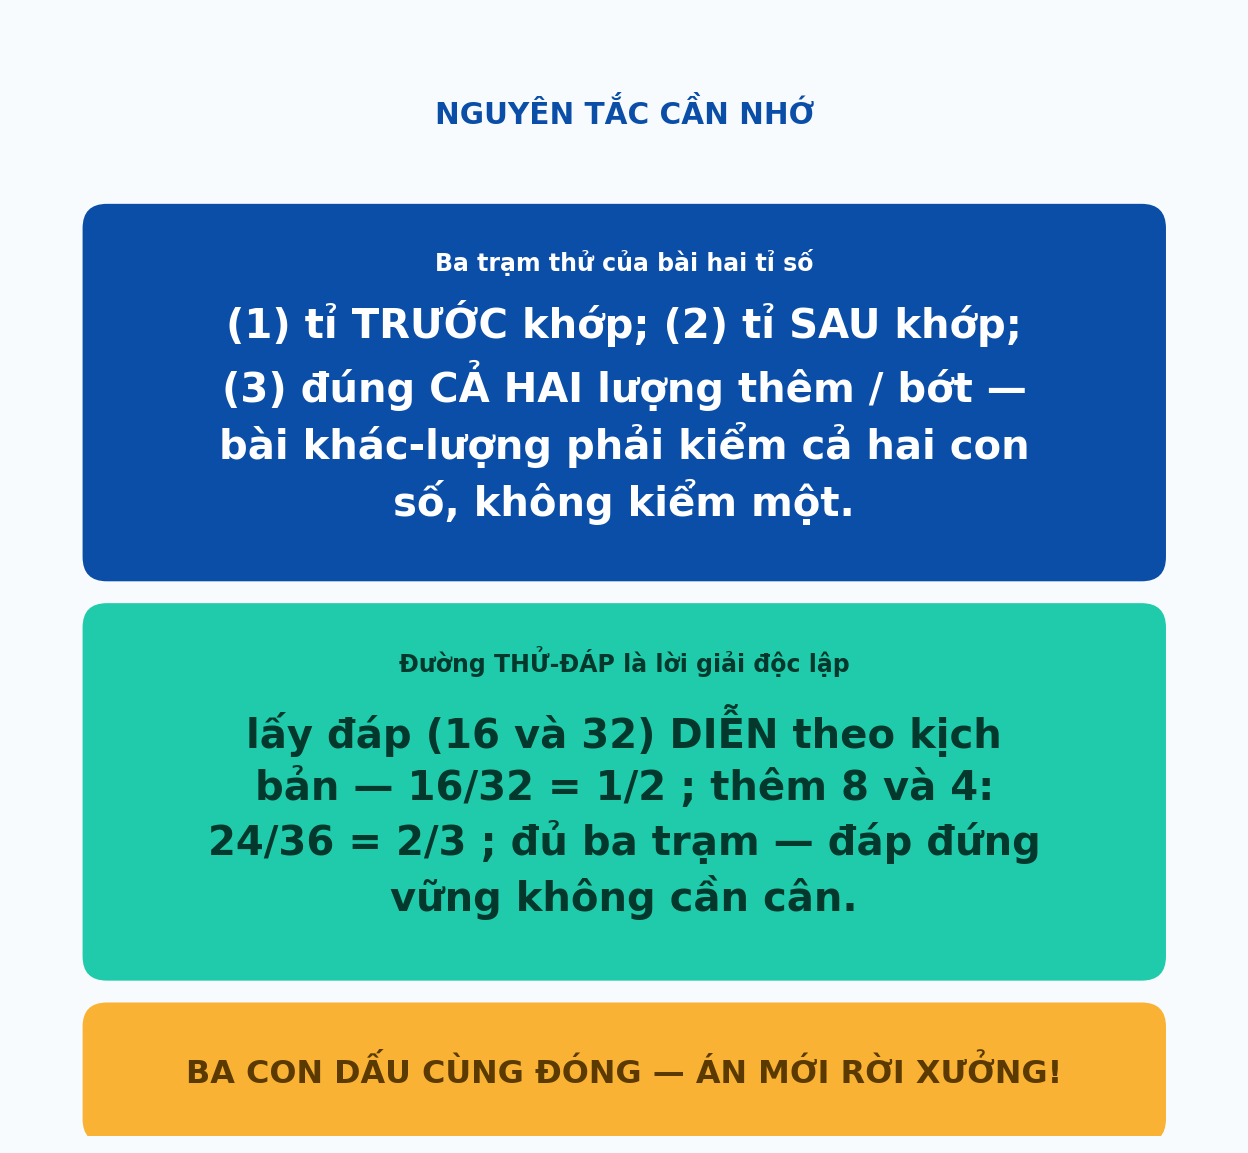 NGUYÊN TẮC CẦN NHỚ
Ba trạm thử của bài hai tỉ số
(1) tỉ TRƯỚC khớp; (2) tỉ SAU khớp;
(3) đúng CẢ HAI lượng thêm / bớt —
bài khác-lượng phải kiểm cả hai con
số, không kiểm một.
Đường THỬ-ĐÁP là lời giải độc lập
lấy đáp (16 và 32) DIỄN theo kịch
bản — 16/32 = 1/2 ; thêm 8 và 4:
24/36 = 2/3 ; đủ ba trạm — đáp đứng
vững không cần cân.
BA CON DẤU CÙNG ĐÓNG — ÁN MỚI RỜI XƯỞNG!